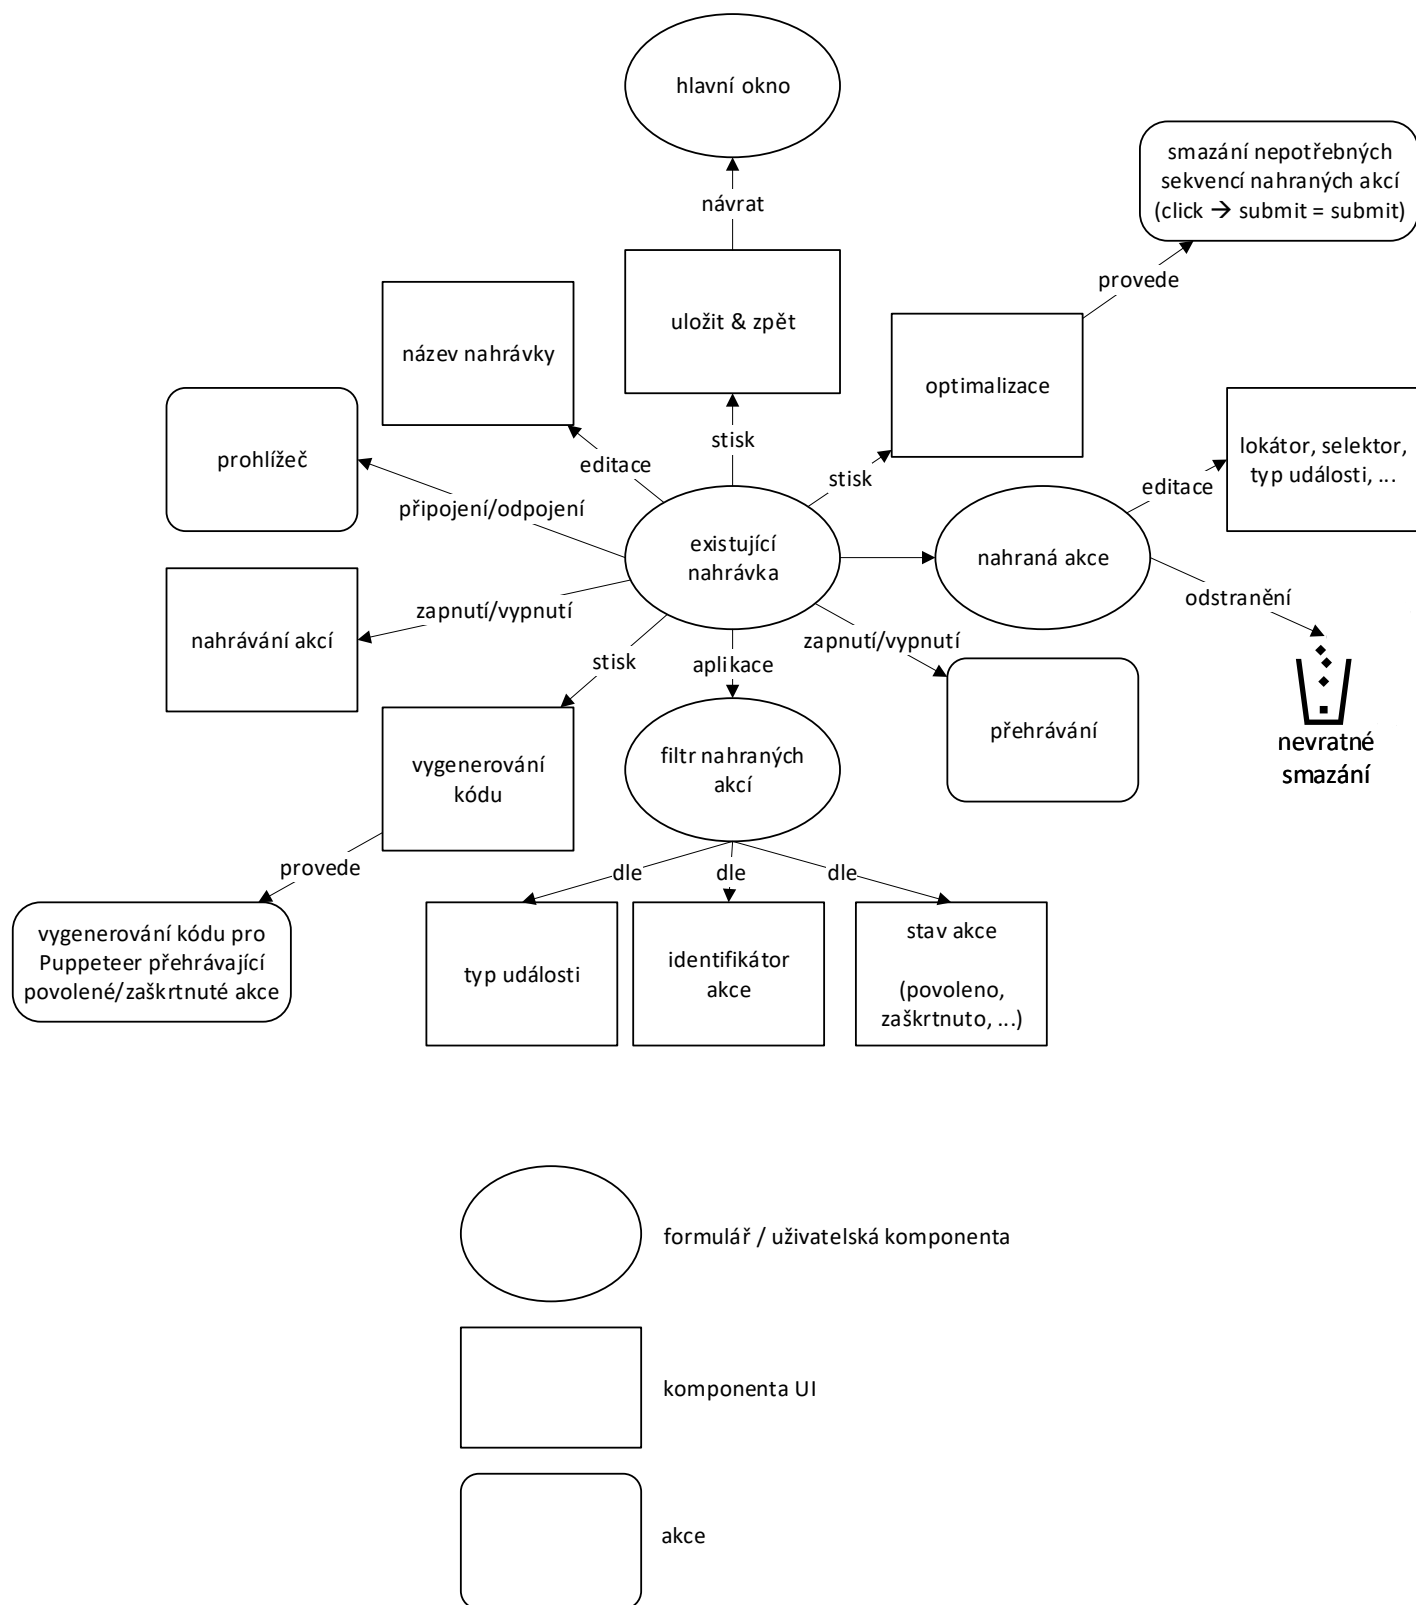 hlavní okno
smazání nepotřebných
sekvencí nahraných akcí
(click → submit = submit)
návrat
provede
uložit & zpět
název nahrávky
optimalizace
prohlížeč
stisk
editace
stisk
lokátor, selektor,
typ události, ...
editace
připojení/odpojení
existující
nahrávka
nahraná akce
odstranění
zapnutí/vypnutí
nahrávání akcí
stisk
aplikace
zapnutí/vypnutí
přehrávání
nevratné
smazání
vygenerování
kódu
filtr nahraných
akcí
provede
dle
dle
dle
vygenerování kódu pro
Puppeteer přehrávající
povolené/zaškrtnuté akce
typ události
identifikátor
akce
stav akce
(povoleno,
zaškrtnuto, ...)
formulář / uživatelská komponenta
komponenta UI
akce